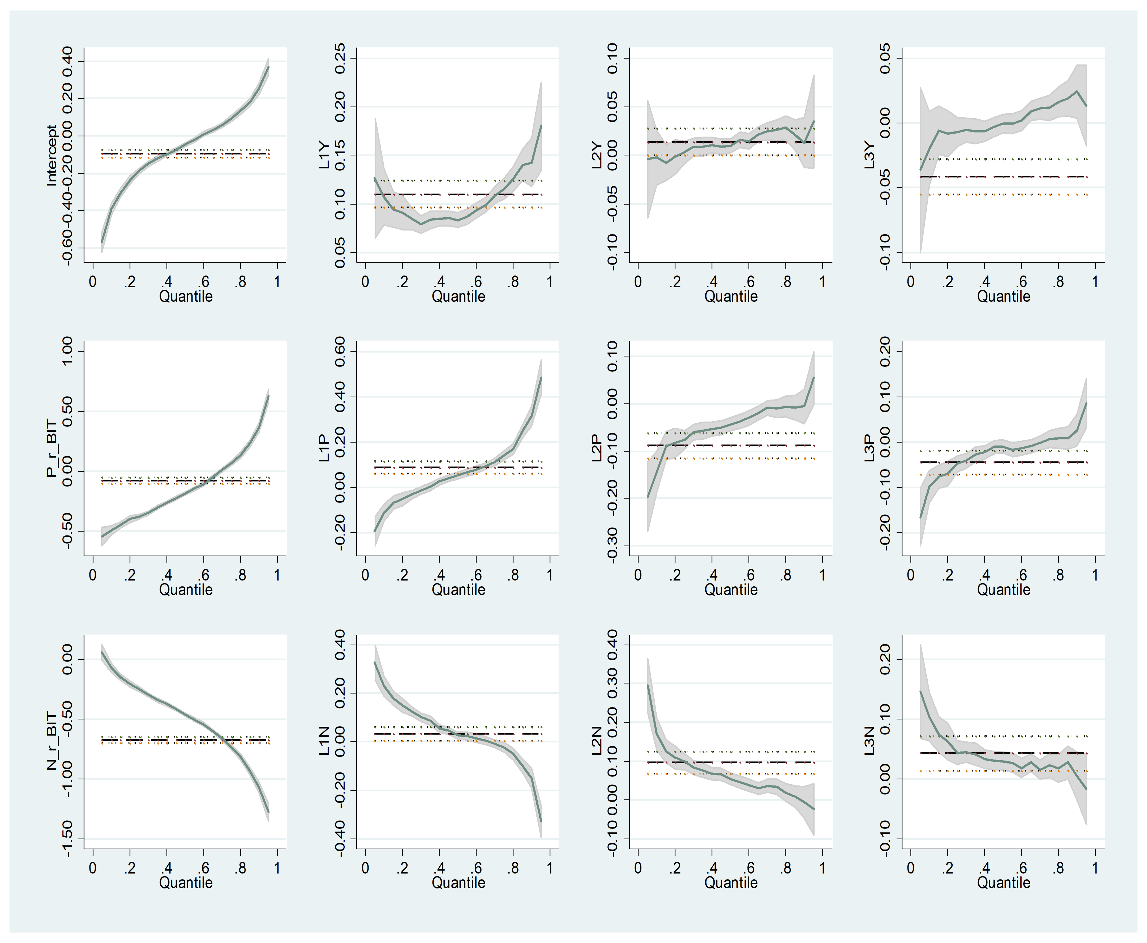 Intercept
-0.60 -0.40 -0.20 0.00 0.20 0.40
0 .2 .4 .6 .8 1
Quantile
L1Y
0.05 0.10 0.15 0.20 0.25
0 .2 .4 .6 .8 1
Quantile
L2Y
-0.10 -0.05 0.00 0.05 0.10
0 .2 .4 .6 .8 1
Quantile
L3Y
-0.10 -0.05 0.00 0.05
0 .2 .4 .6 .8 1
Quantile
P_r_BIT
-0.50 0.00 0.50 1.00
0 .2 .4 .6 .8 1
Quantile
L1P
-0.20 0.00 0.20 0.40 0.60
0 .2 .4 .6 .8 1
Quantile
L2P
-0.30 -0.20 -0.10 0.00 0.10
0 .2 .4 .6 .8 1
Quantile
L3P
-0.20 -0.10 0.00 0.10 0.20
0 .2 .4 .6 .8 1
Quantile
N_r_BIT
-1.50 -1.00 -0.50 0.00
0 .2 .4 .6 .8 1
Quantile
L1N
-0.40 -0.20 0.00 0.20 0.40
0 .2 .4 .6 .8 1
Quantile
L2N
-0.10 0.00 0.10 0.20 0.30 0.40
0 .2 .4 .6 .8 1
Quantile
L3N
-0.10 0.00 0.10 0.20
0 .2 .4 .6 .8 1
Quantile